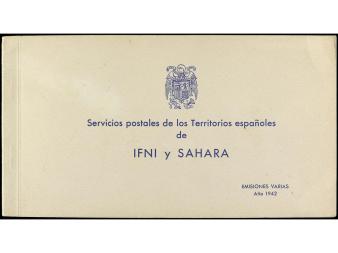 Servicios postales de los Territorios españoles
de
IFNI y SAHARA
EMISIONES VARIAS
Año 1942